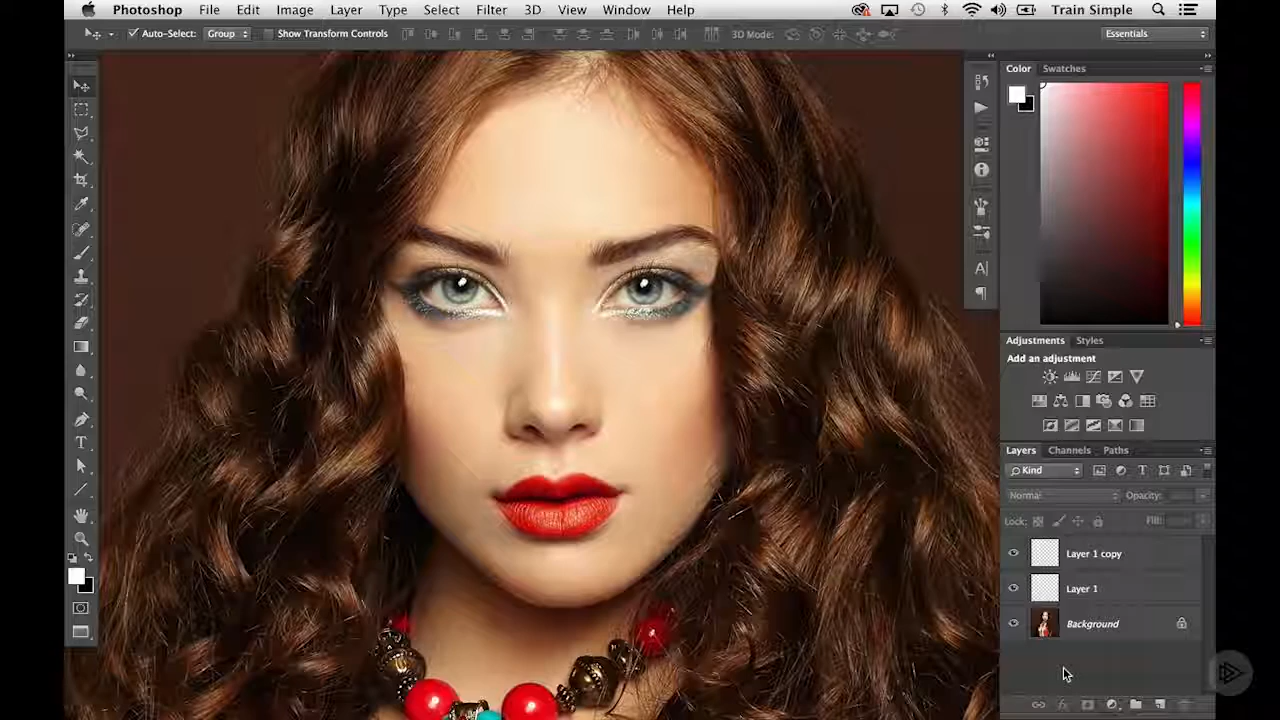 Photoshop File Edit Image Layer Type Select Filter 3D View Window Help Train Simple
Auto-Select: Group Show Transform Controls 3D Mode: Essentials
Color Swatches
Adjustments Styles
Add an adjustment
Layers Channels Paths
Kind
Normal Opacity:
Lock: Fill:
Layer 1 copy
Layer 1
Background